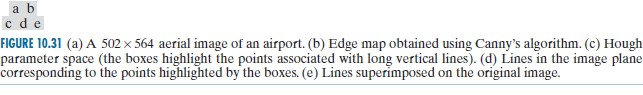 a b
c d e
FIGURE 10.31 (a) A 502 × 564 aerial image of an airport. (b) Edge map obtained using Canny's algorithm. (c) Hough
parameter space (the boxes highlight the points associated with long vertical lines). (d) Lines in the image plane
corresponding to the points highlighted by the boxes. (e) Lines superimposed on the original image.